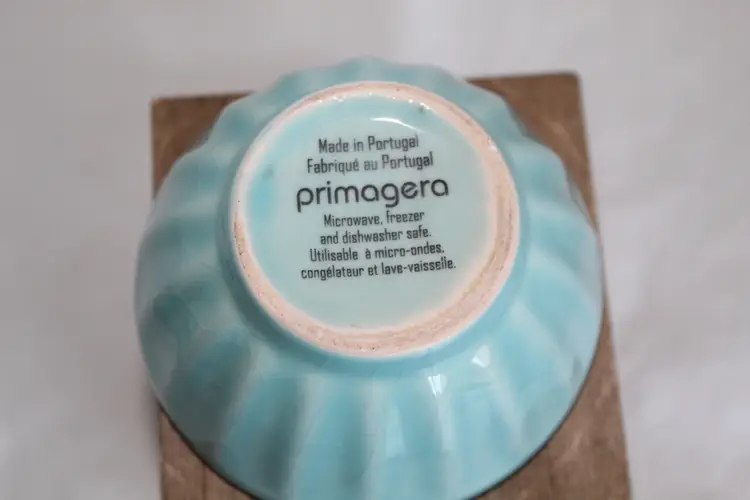 Made in Portugal
Fabriqué au Portugal
primagera
Microwave, freezer
and dishwasher safe.
Utilisable à micro-ondes,
congélateur et lave-vaisselle.